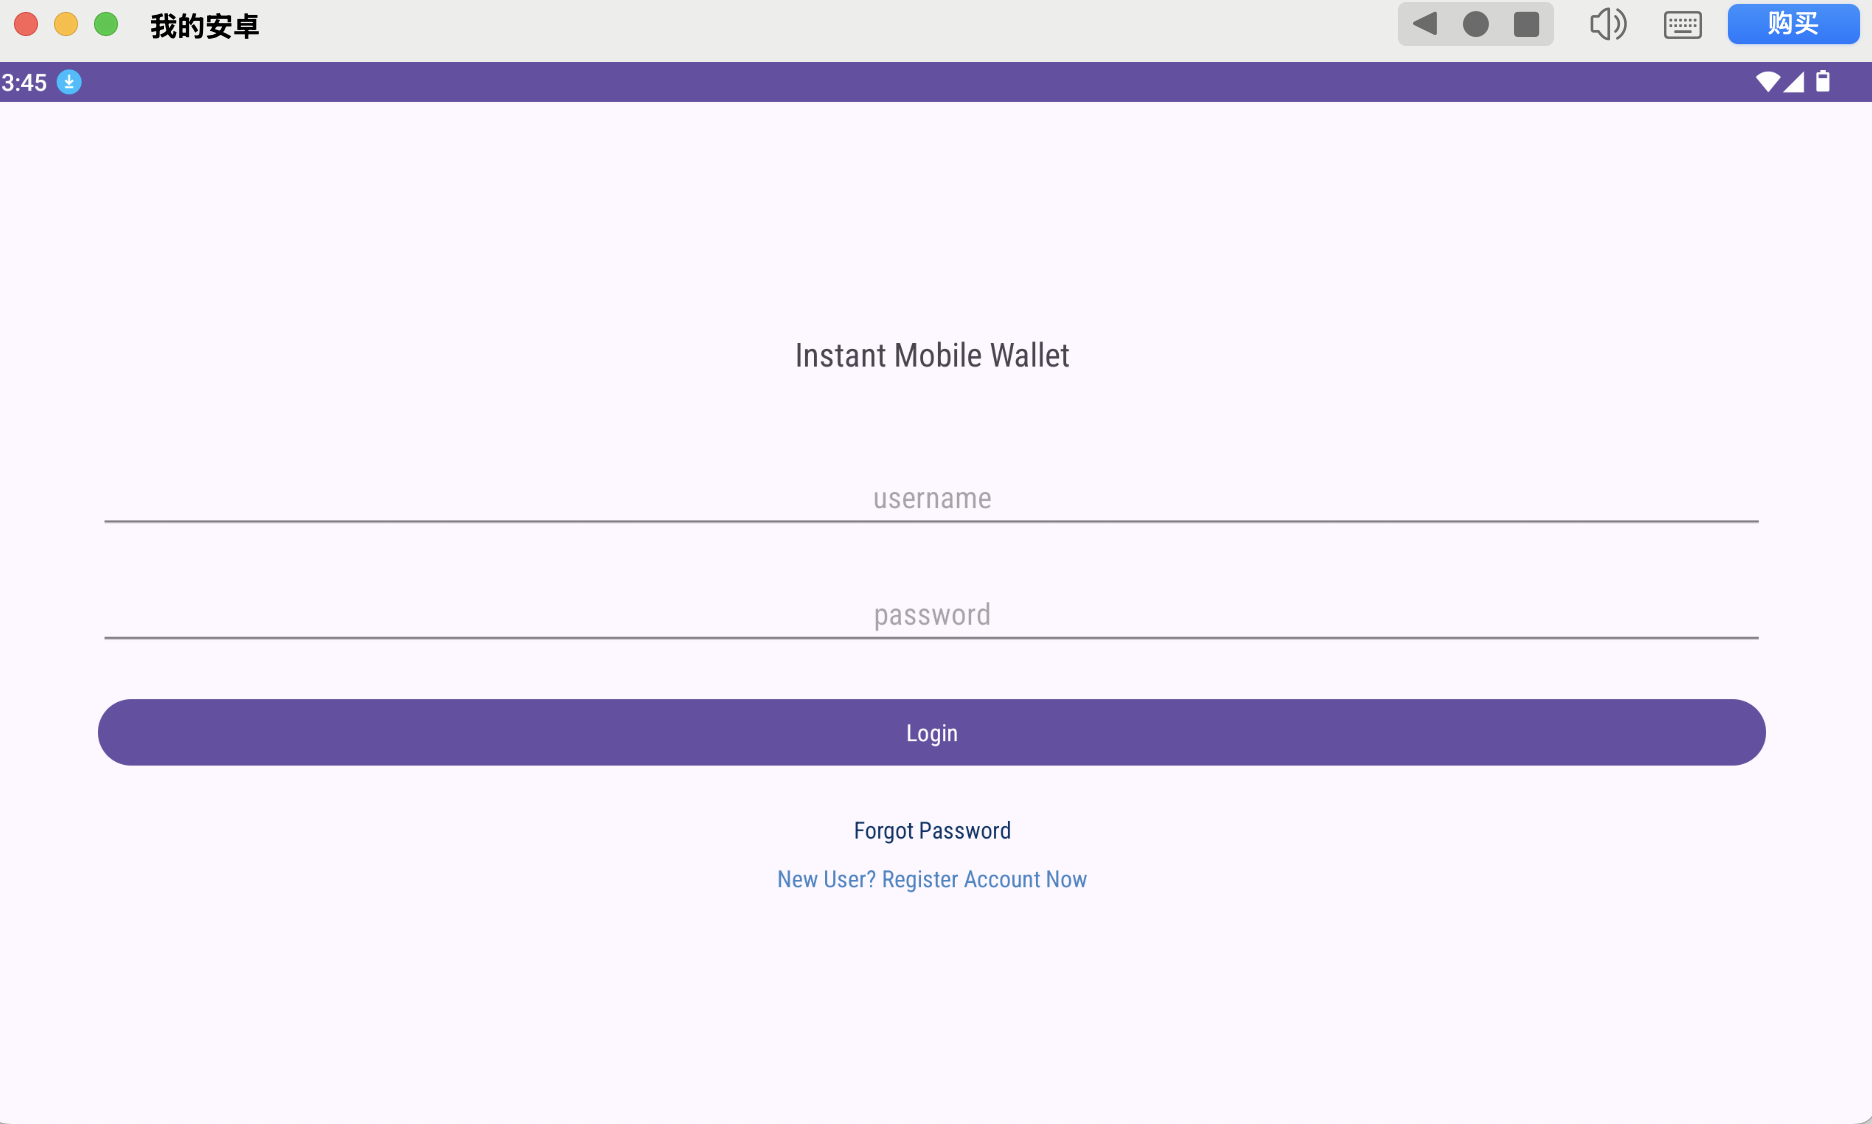 我的安卓
购买
3:45
Instant Mobile Wallet
username
password
Login
Forgot Password
New User? Register Account Now